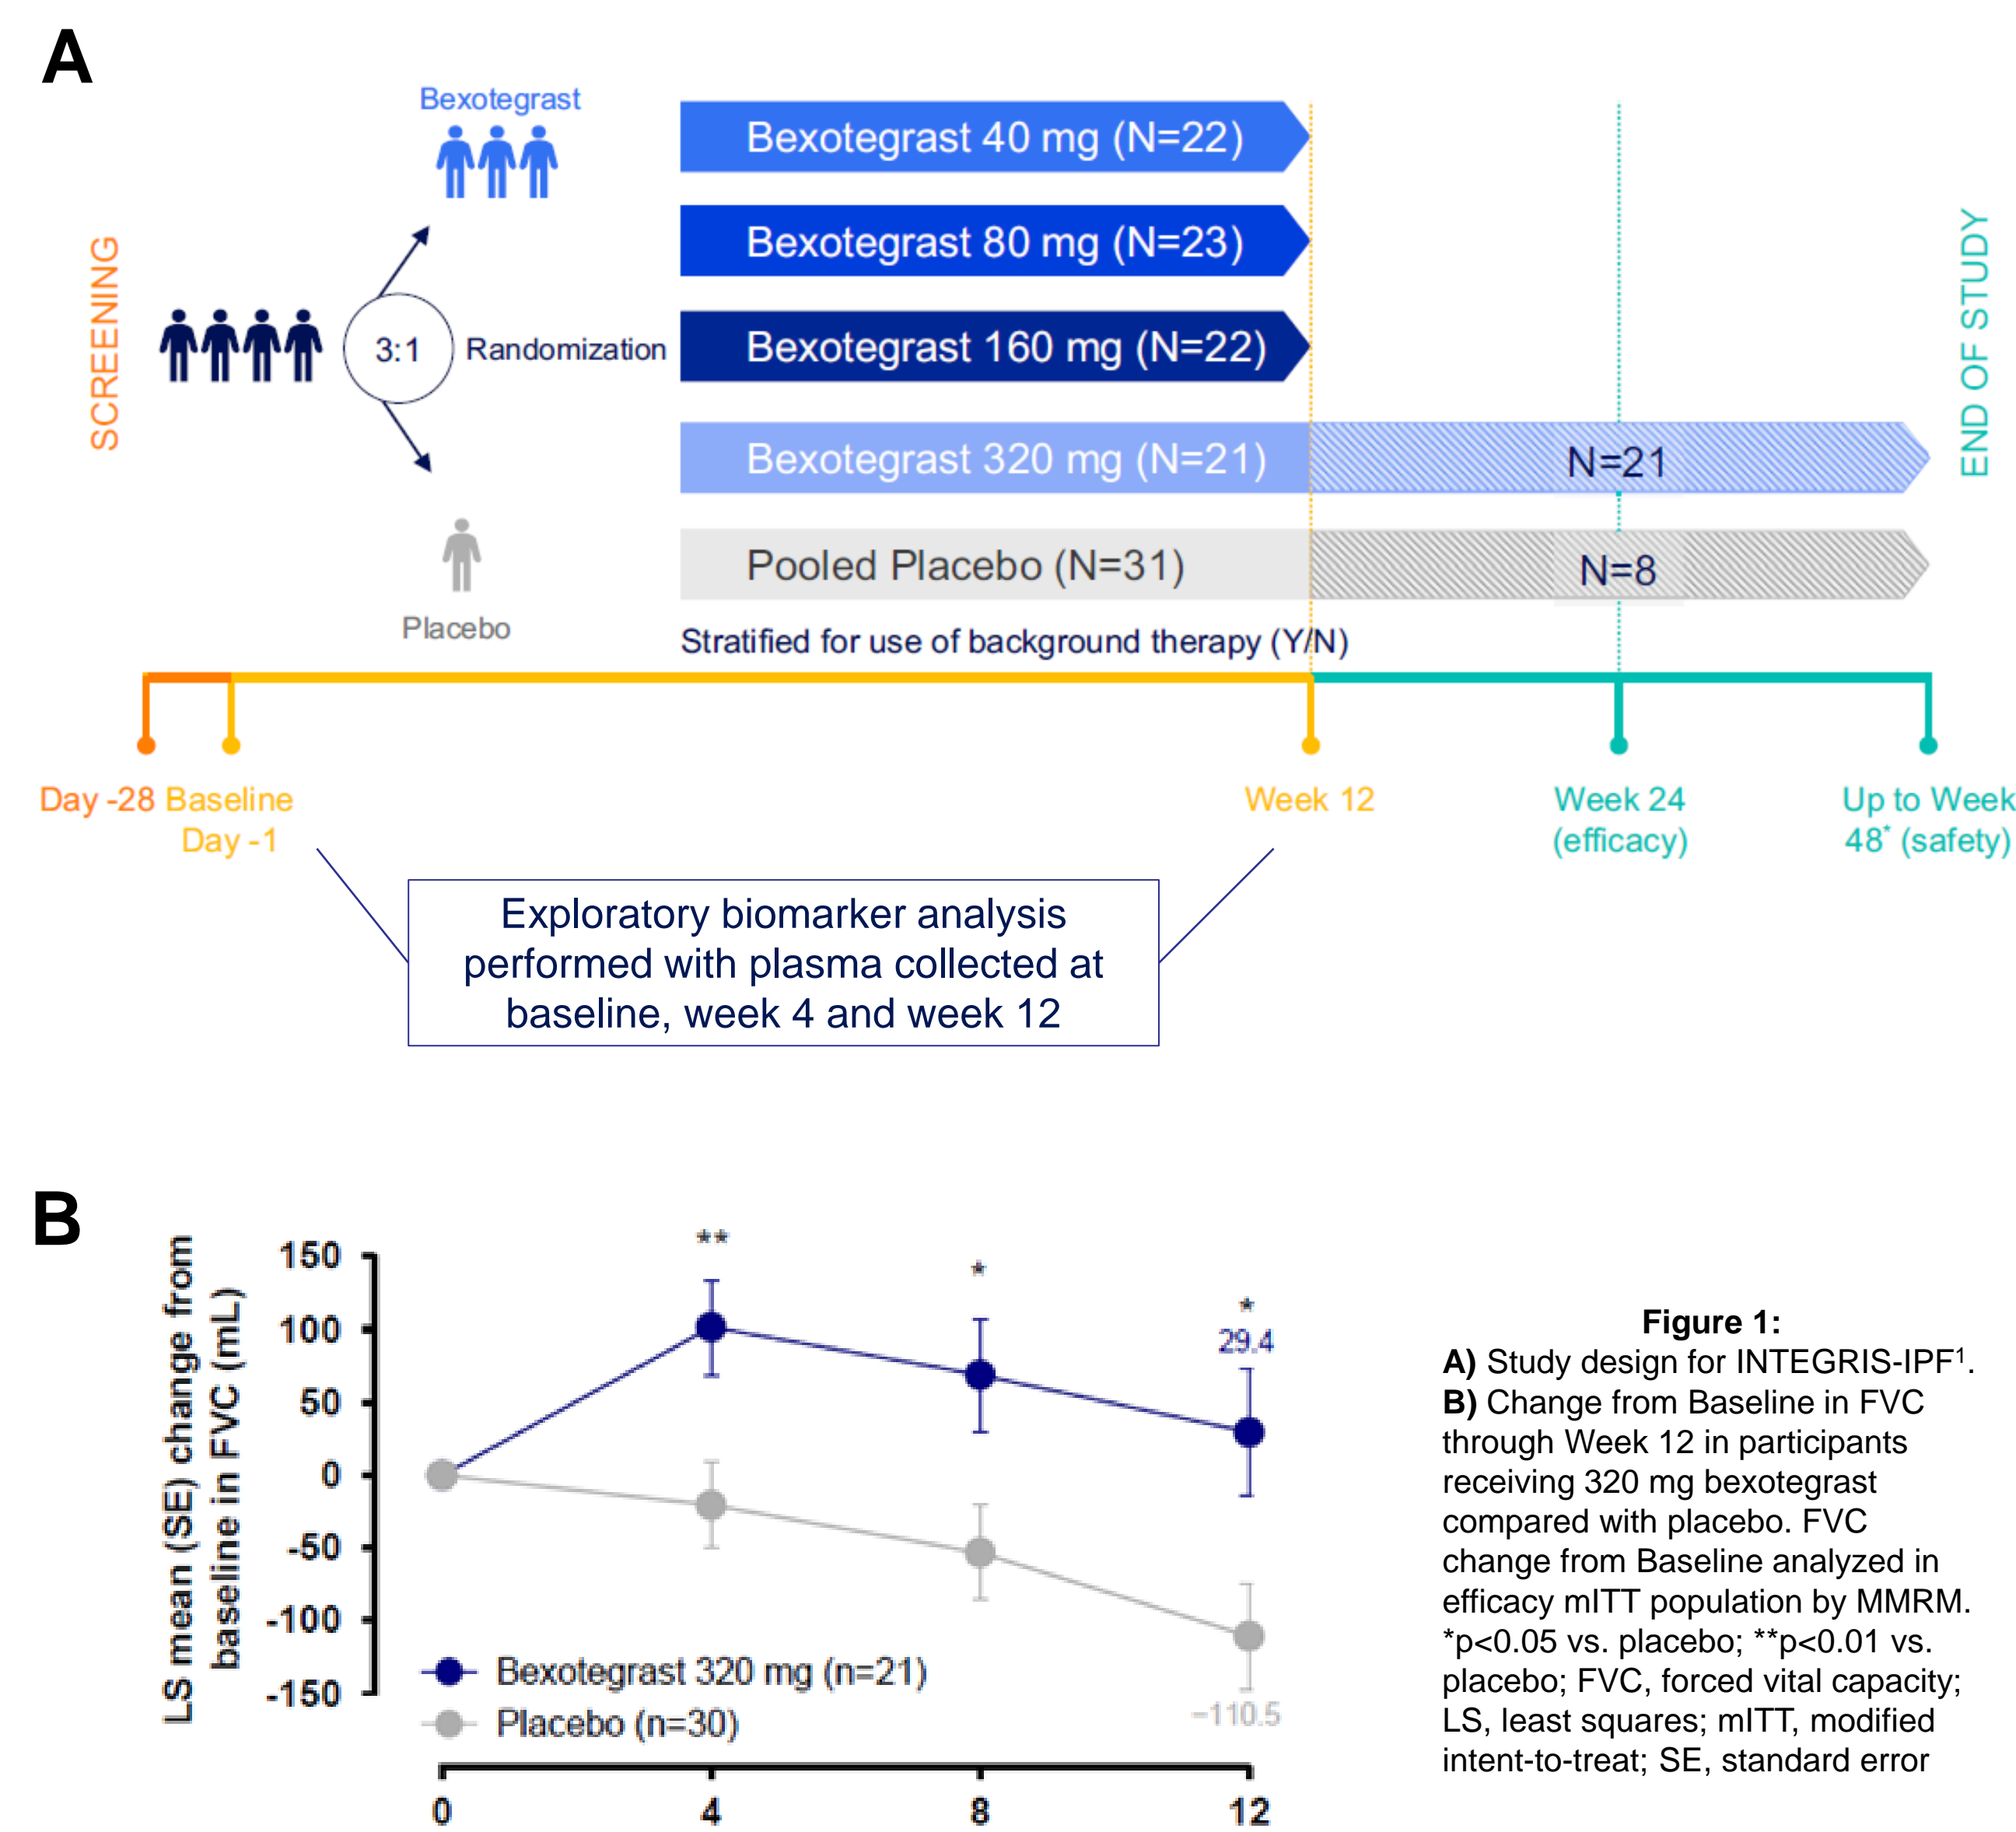 A
Bexotegrast
Bexotegrast 40 mg (N=22)
Bexotegrast 80 mg (N=23)
SCREENING
3:1
Randomization
Bexotegrast 160 mg (N=22)
END OF STUDY
Bexotegrast 320 mg (N=21)
N=21
Pooled Placebo (N=31)
N=8
Placebo
Stratified for use of background therapy (Y/N)
Day -28
Baseline
Day -1
Week 12
Week 24
(efficacy)
Up to Week
48* (safety)
Exploratory biomarker analysis
performed with plasma collected at
baseline, week 4 and week 12
B
LS mean (SE) change from
baseline in FVC (mL)
150
100
50
0
-50
-100
-150
**
*
*
29.4
−110.5
Bexotegrast 320 mg (n=21)
Placebo (n=30)
0
4
8
12
Figure 1:
A) Study design for INTEGRIS-IPF¹.
B) Change from Baseline in FVC
through Week 12 in participants
receiving 320 mg bexotegrast
compared with placebo. FVC
change from Baseline analyzed in
efficacy mITT population by MMRM.
*p<0.05 vs. placebo; **p<0.01 vs.
placebo; FVC, forced vital capacity;
LS, least squares; mITT, modified
intent-to-treat; SE, standard error